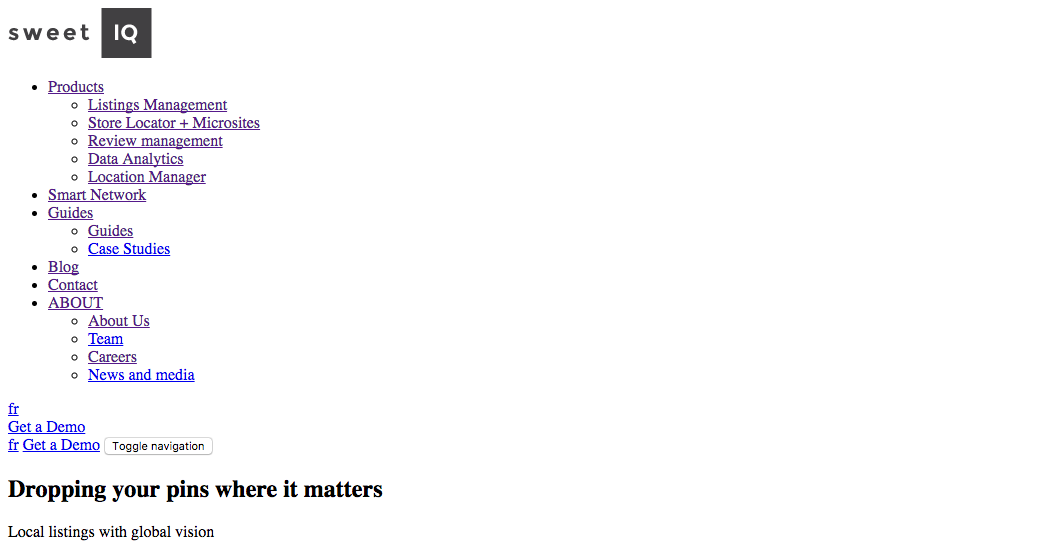 sweet IQ
Products
Listings Management
Store Locator + Microsites
Review management
Data Analytics
Location Manager
Smart Network
Guides
Guides
Case Studies
Blog
Contact
ABOUT
About Us
Team
Careers
News and media
fr
Get a Demo
fr Get a Demo Toggle navigation
Dropping your pins where it matters
Local listings with global vision